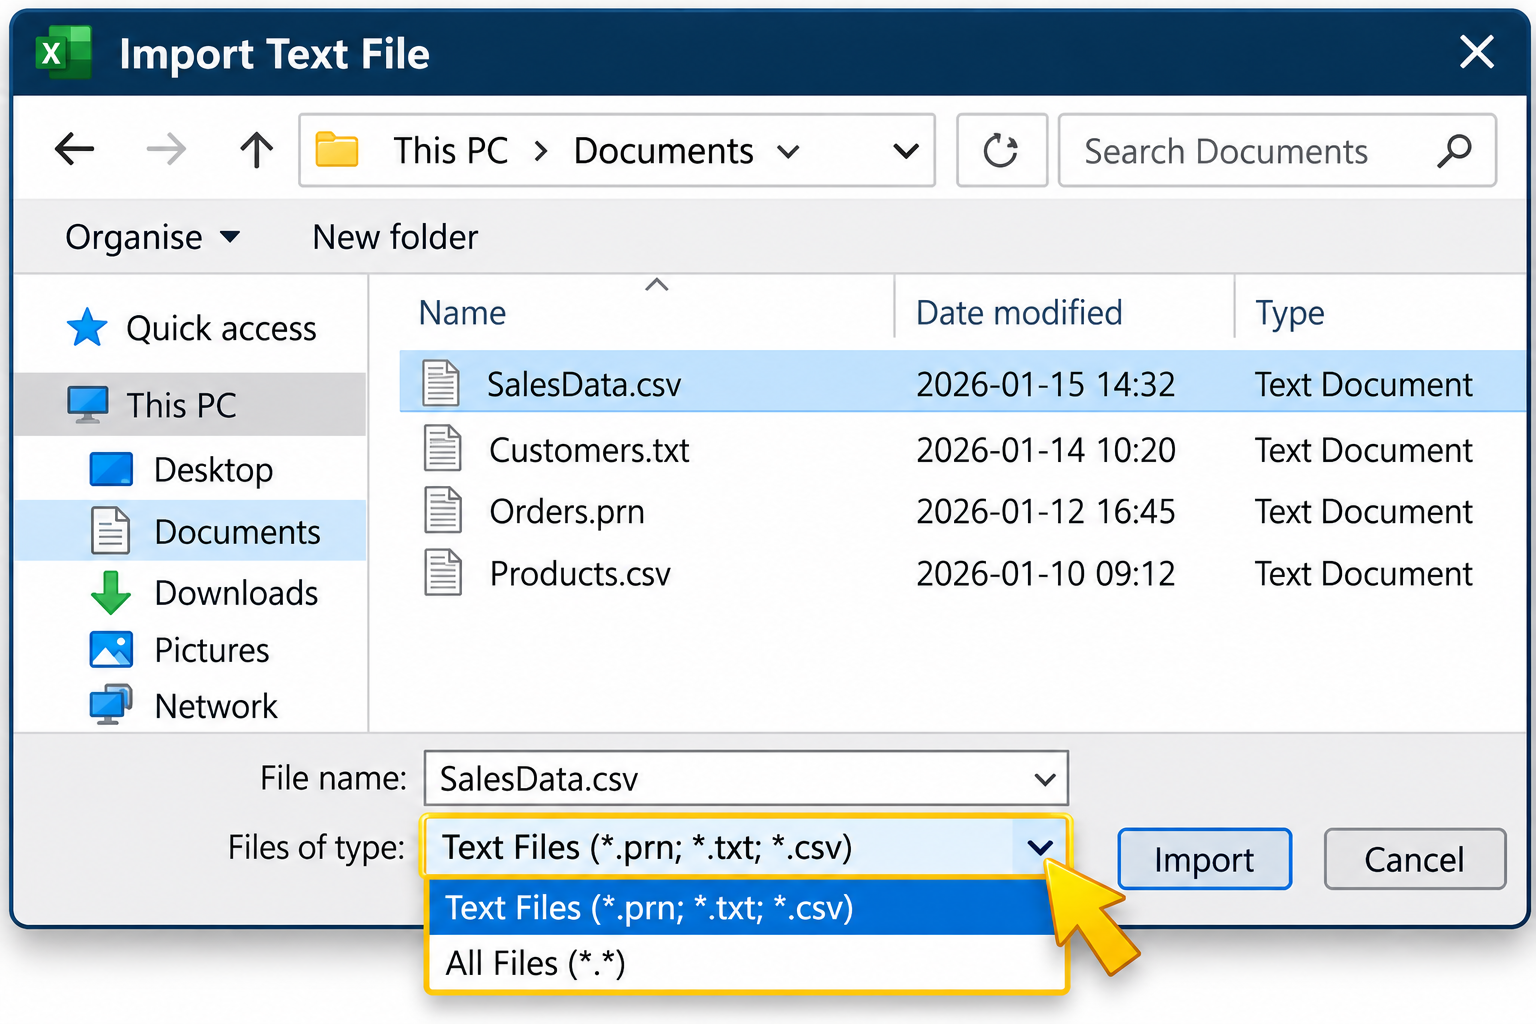 X Import Text File
This PC > Documents
Search Documents
Organise New folder
Quick access
This PC
Desktop
Documents
Downloads
Pictures
Network
Name Date modified Type
SalesData.csv 2026-01-15 14:32 Text Document
Customers.txt 2026-01-14 10:20 Text Document
Orders.prn 2026-01-12 16:45 Text Document
Products.csv 2026-01-10 09:12 Text Document
File name: SalesData.csv
Files of type: Text Files (*.prn; *.txt; *.csv)
Text Files (*.prn; *.txt; *.csv)
All Files (*.*)
Import Cancel